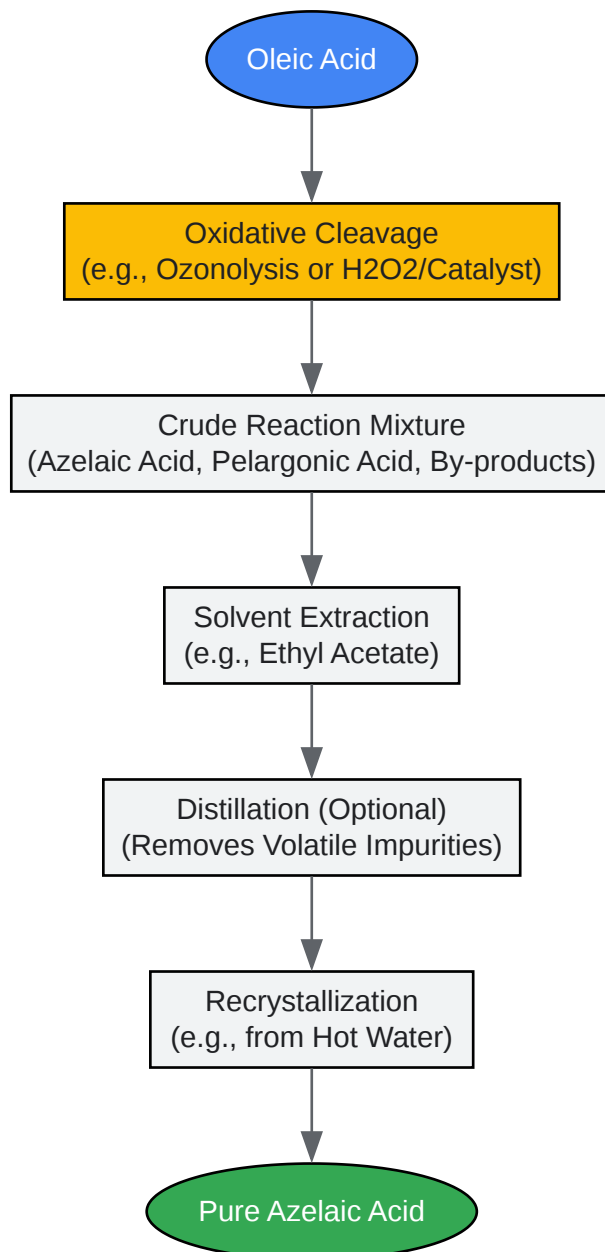 Oleic Acid
Oxidative Cleavage
(e.g., Ozonolysis or H2O2/Catalyst)
Crude Reaction Mixture
(Azelaic Acid, Pelargonic Acid, By-products)
Solvent Extraction
(e.g., Ethyl Acetate)
Distillation (Optional)
(Removes Volatile Impurities)
Recrystallization
(e.g., from Hot Water)
Pure Azelaic Acid